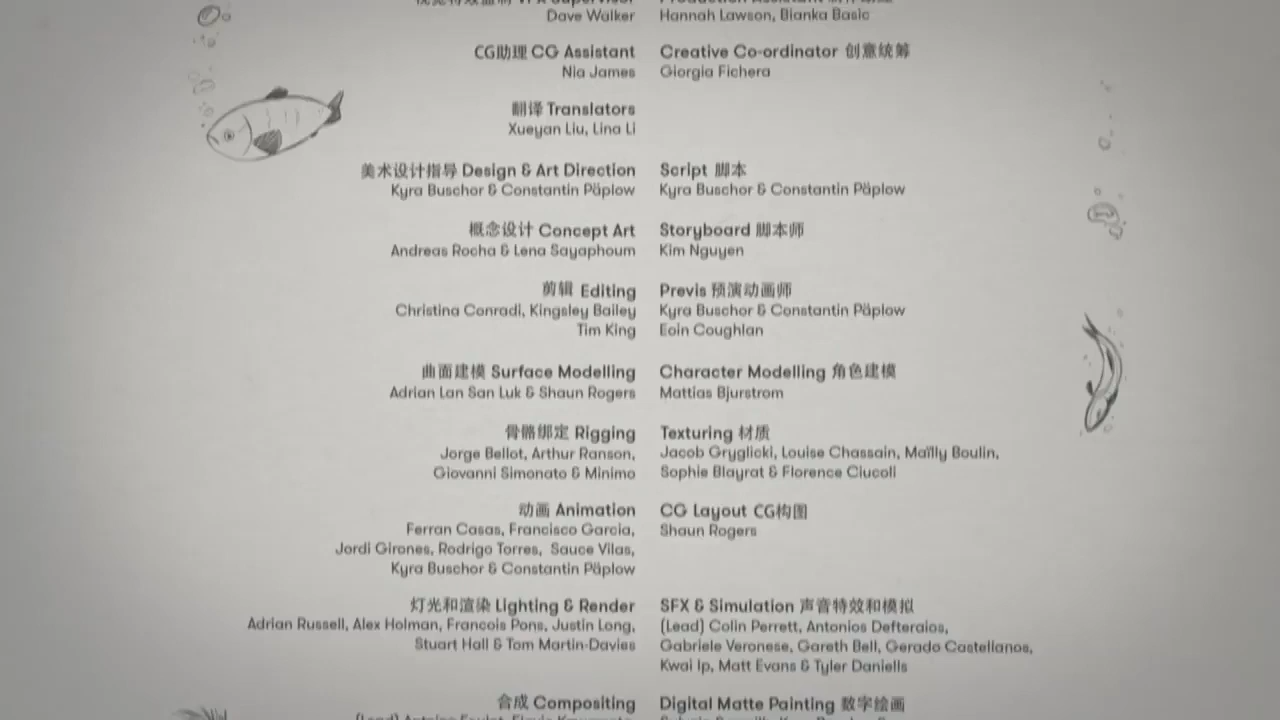 Dave Walker
Hannah Lawson, Bianka Basic
CG助理 CG Assistant
Nia James
Creative Co-ordinator 创意统筹
Giorgia Fichera
翻译 Translators
Xueyan Liu, Lina Li
美术设计指导 Design & Art Direction
Kyra Buschor & Constantin Päplow
Script 脚本
Kyra Buschor & Constantin Päplow
概念设计 Concept Art
Andreas Rocha & Lena Sayaphoum
Storyboard 脚本师
Kim Nguyen
剪辑 Editing
Christina Conradi, Kingsley Bailey
Tim King
Previs 预演动画师
Kyra Buschor & Constantin Päplow
Eoin Coughlan
曲面建模 Surface Modelling
Adrian Lan San Luk & Shaun Rogers
Character Modelling 角色建模
Mattias Bjurstrom
骨骼绑定 Rigging
Jorge Bellot, Arthur Ranson,
Giovanni Simonato & Minimo
Texturing 材质
Jacob Gryglicki, Louise Chassain, Maïlly Boulin,
Sophie Blayrat & Florence Ciucoli
动画 Animation
Ferran Casas, Francisco Garcia,
Jordi Girones, Rodrigo Torres, Sauce Vilas,
Kyra Buschor & Constantin Päplow
CG Layout CG构图
Shaun Rogers
灯光和渲染 Lighting & Render
Adrian Russell, Alex Holman, Francois Pons, Justin Long,
Stuart Hall & Tom Martin-Davies
SFX & Simulation 声音特效和模拟
(Lead) Colin Perrett, Antonios Defteraios,
Gabriele Veronese, Gareth Bell, Gerado Castellanos,
Kwai Ip, Matt Evans & Tyler Daniells
合成 Compositing
Digital Matte Painting 数字绘画